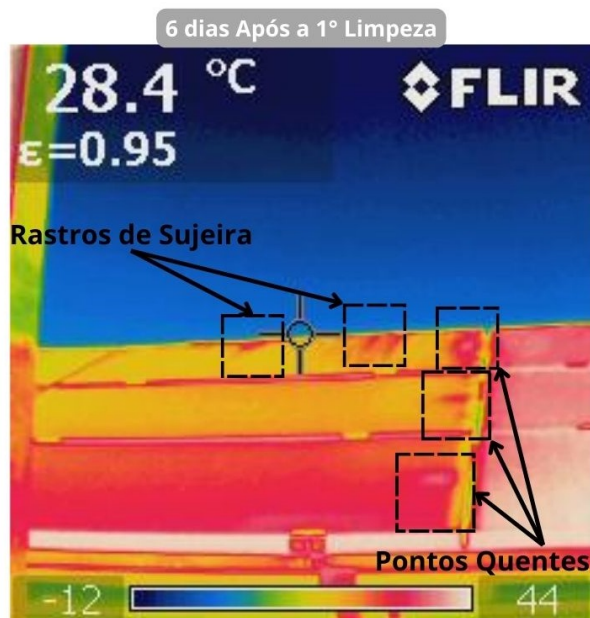 6 dias Após a 1° Limpeza
28.4 °C
FLIR
ε=0.95
Rastros de Sujeira
Pontos Quentes
-12
44